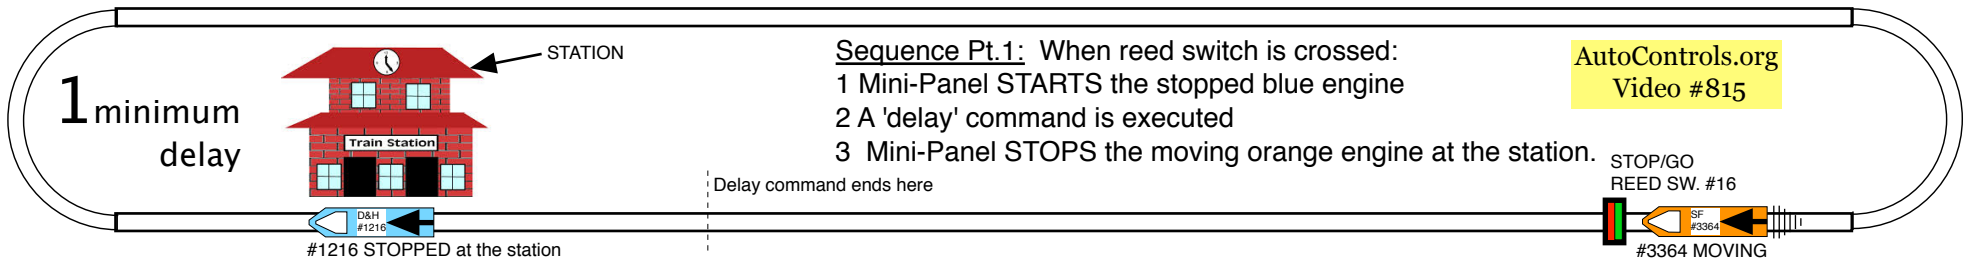 1 minimum
delay
STATION
Train Station
Sequence Pt.1:  When reed switch is crossed:
1 Mini-Panel STARTS the stopped blue engine
2 A 'delay' command is executed
3  Mini-Panel STOPS the moving orange engine at the station.
AutoControls.org
Video #815
STOP/GO
REED SW. #16
Delay command ends here
D&H
#1216
#1216 STOPPED at the station
SF
#3364
#3364 MOVING